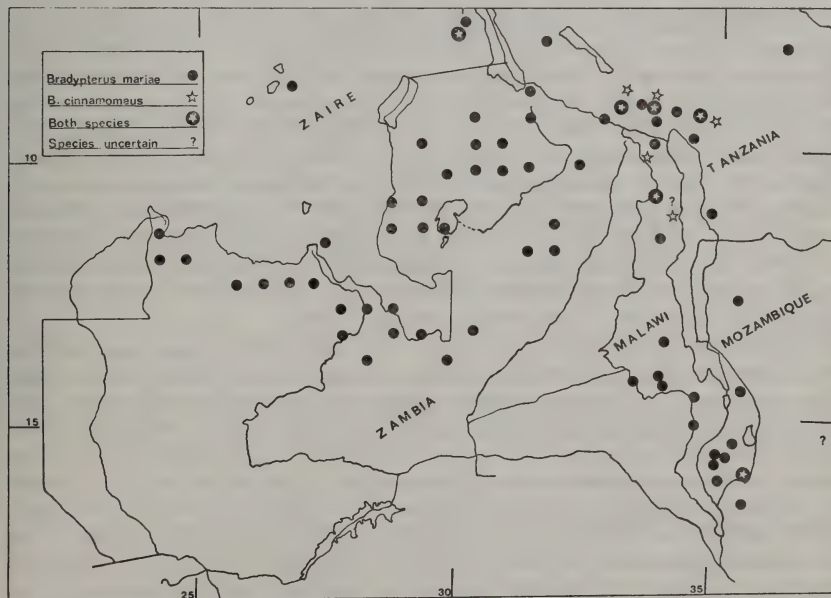 Bradypterus mariae ●
B. cinnamomeus ☆
Both species ✪
Species uncertain ?
ZAIRE
10
TANZANIA
?
MALAWI
MOZAMBIQUE
15
ZAMBIA
?
25
30
35